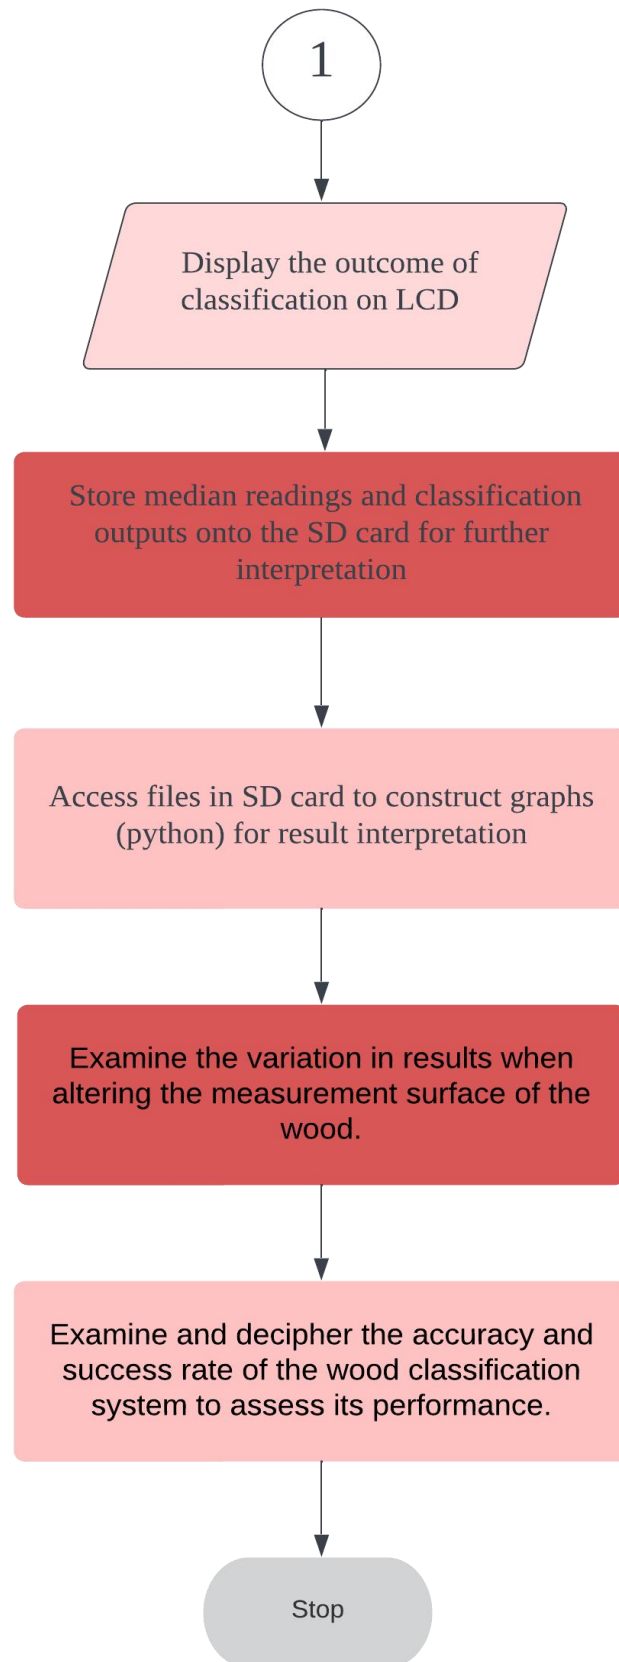 1
Display the outcome of
classification on LCD
Store median readings and classification
outputs onto the SD card for further
interpretation
Access files in SD card to construct graphs
(python) for result interpretation
Examine the variation in results when
altering the measurement surface of the
wood.
Examine and decipher the accuracy and
success rate of the wood classification
system to assess its performance.
Stop